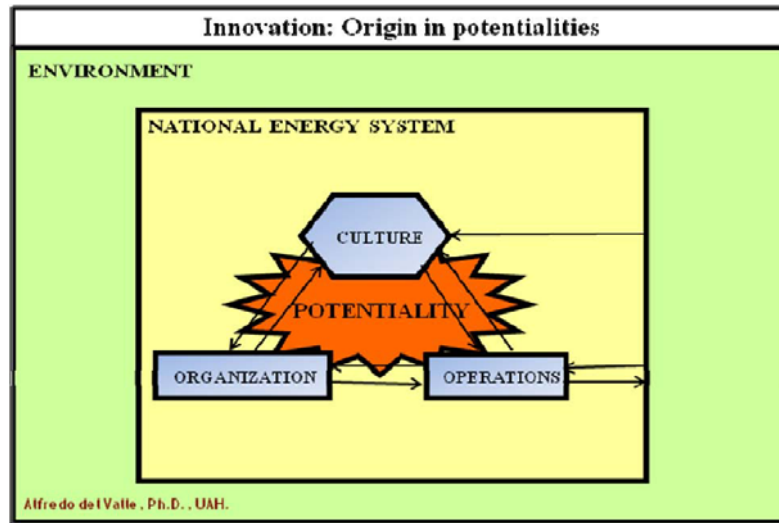 Innovation: Origin in potentialities
ENVIRONMENT
NATIONAL ENERGY SYSTEM
CULTURE
POTENTIALITY
ORGANIZATION
OPERATIONS
Alfredo del Valle, Ph.D., UAH.